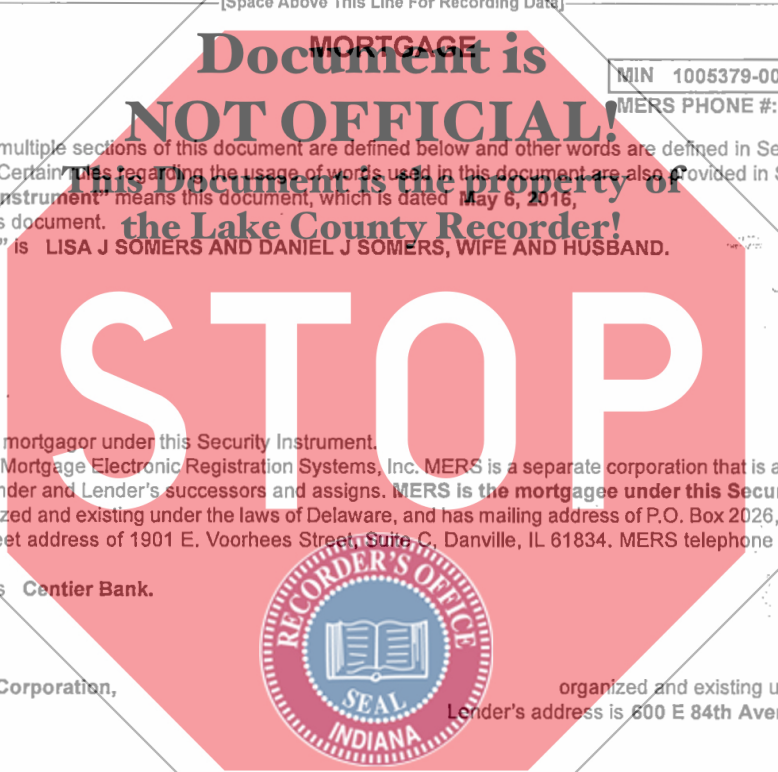 [Space Above This Line For Recording Data]
MORTGAGE
Document is
MIN 1005379-00
NOT OFFICIAL!
MERS PHONE #:
multiple sections of this document are defined below and other words are defined in Se
Certain rules regarding the usage of words used in this document are also provided in S
This Document is the property of
nstrument" means this document, which is dated May 6, 2016,
s document.
the Lake County Recorder!
" is LISA J SOMERS AND DANIEL J SOMERS, WIFE AND HUSBAND.
STOP
mortgagor under this Security Instrument.
Mortgage Electronic Registration Systems, Inc. MERS is a separate corporation that is a
nder and Lender's successors and assigns. MERS is the mortgagee under this Secur
zed and existing under the laws of Delaware, and has mailing address of P.O. Box 2026,
eet address of 1901 E. Voorhees Street, Suite C, Danville, IL 61834. MERS telephone
s Centier Bank.
RECORDER'S OFFICE
SEAL
INDIANA
Corporation,
organized and existing u
Lender's address is 600 E 84th Aven